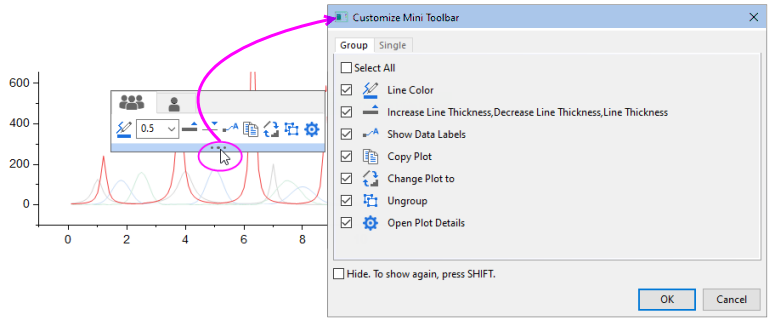 Customize Mini Toolbar
Group Single
Select All
Line Color
Increase Line Thickness,Decrease Line Thickness,Line Thickness
Show Data Labels
Copy Plot
Change Plot to
Ungroup
Open Plot Details
Hide. To show again, press SHIFT.
OK Cancel
600
400
200
0
0 2 4 6 8
0.5
A
A